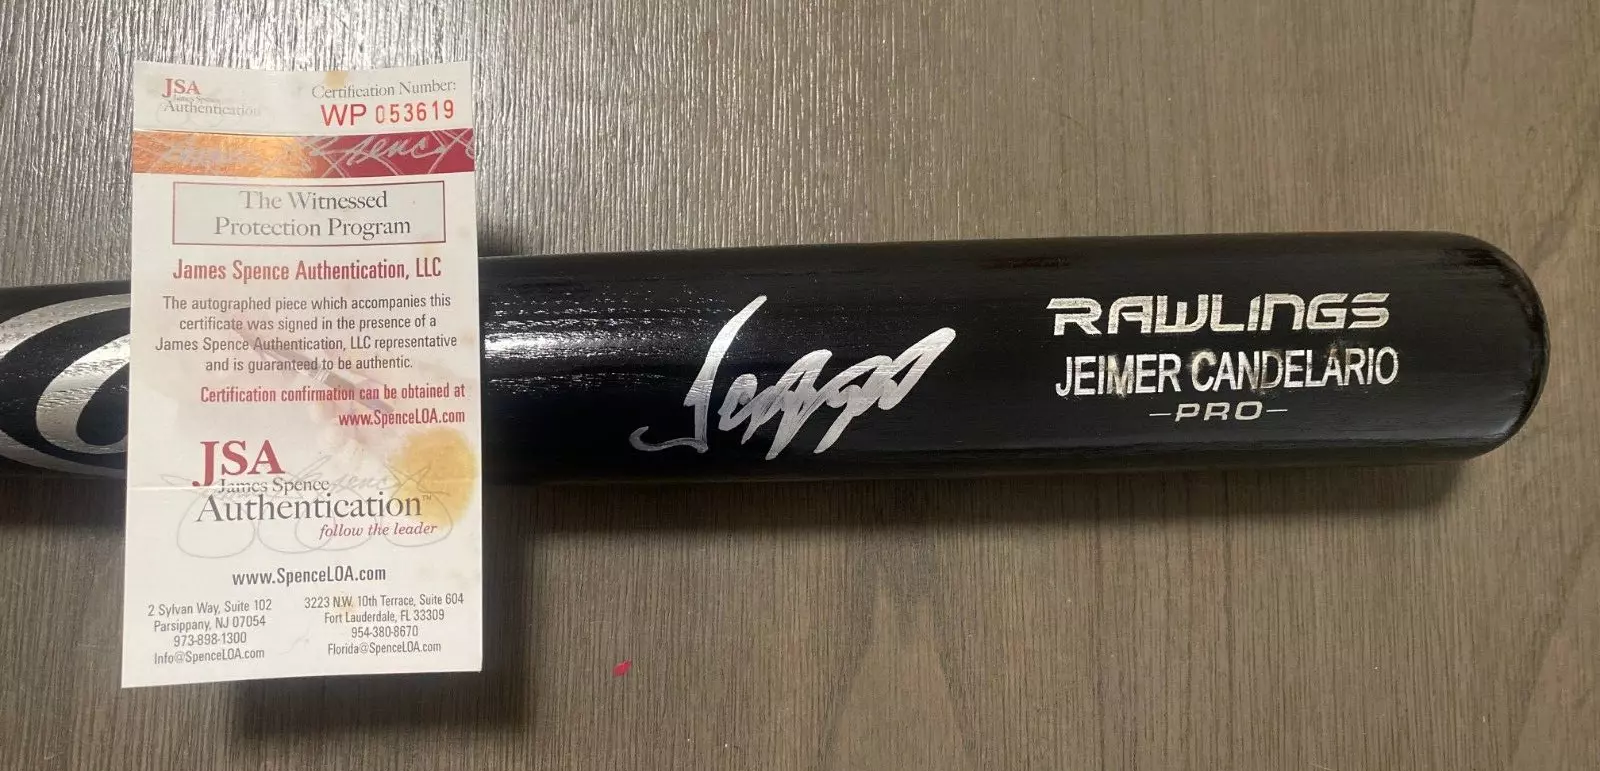 JSA
James Spence
Authentication
Certification Number:
WP 053619
The Witnessed
Protection Program
James Spence Authentication, LLC
The autographed piece which accompanies this
certificate was signed in the presence of a
James Spence Authentication, LLC representative
and is guaranteed to be authentic.
Certification confirmation can be obtained at
www.SpenceLOA.com
JSA
James Spence
Authentication™
follow the leader
www.SpenceLOA.com
2 Sylvan Way, Suite 102
Parsippany, NJ 07054
973-898-1300
Info@SpenceLOA.com
3223 N.W. 10th Terrace, Suite 604
Fort Lauderdale, FL 33309
954-380-8670
Florida@SpenceLOA.com
RAWLINGS
JEIMER CANDELARIO
-PRO-